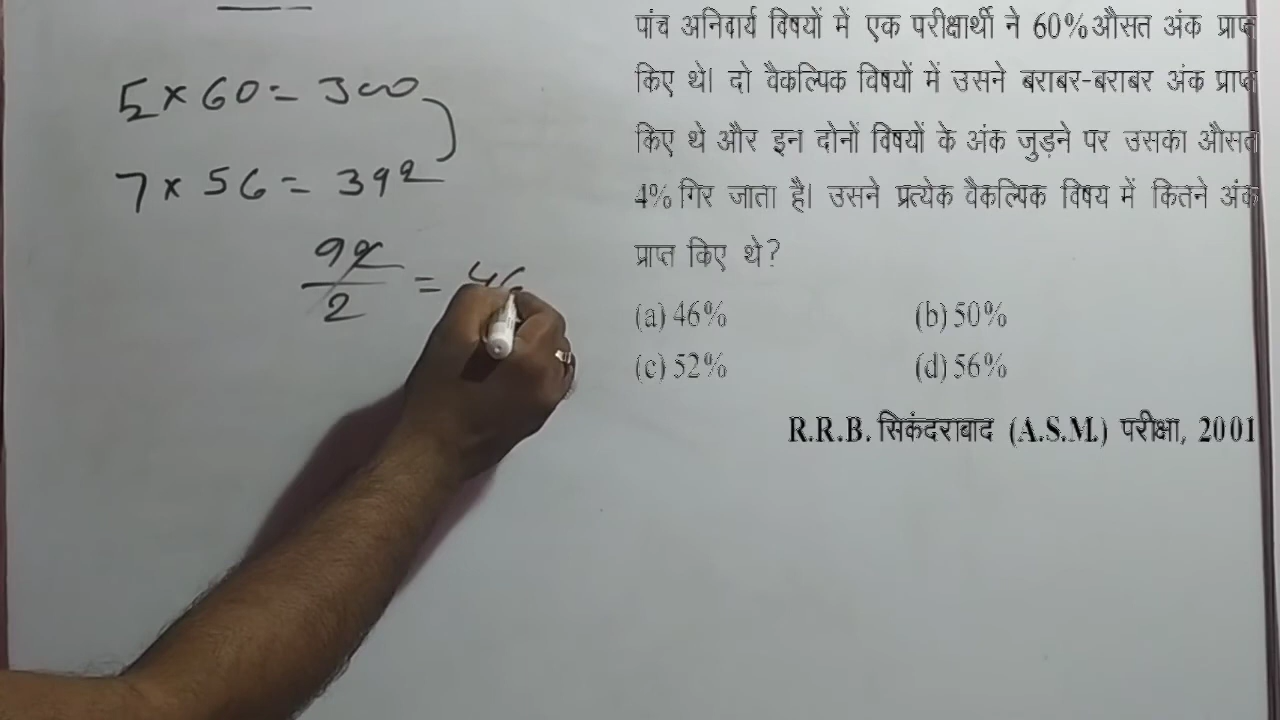 5 × 60 = 300
7 × 56 = 392
92
2
= 46
पांच अनिवार्य विषयों में एक परीक्षार्थी ने 60% औसत अंक प्राप्त
किए थे। दो वैकल्पिक विषयों में उसने बराबर-बराबर अंक प्राप्त
किए थे और इन दोनों विषयों के अंक जुड़ने पर उसका औसत
4% गिर जाता है। उसने प्रत्येक वैकल्पिक विषय में कितने अंक
प्राप्त किए थे?
(a) 46% (b) 50%
(c) 52% (d) 56%
R.R.B. सिकंदराबाद (A.S.M.) परीक्षा, 2001